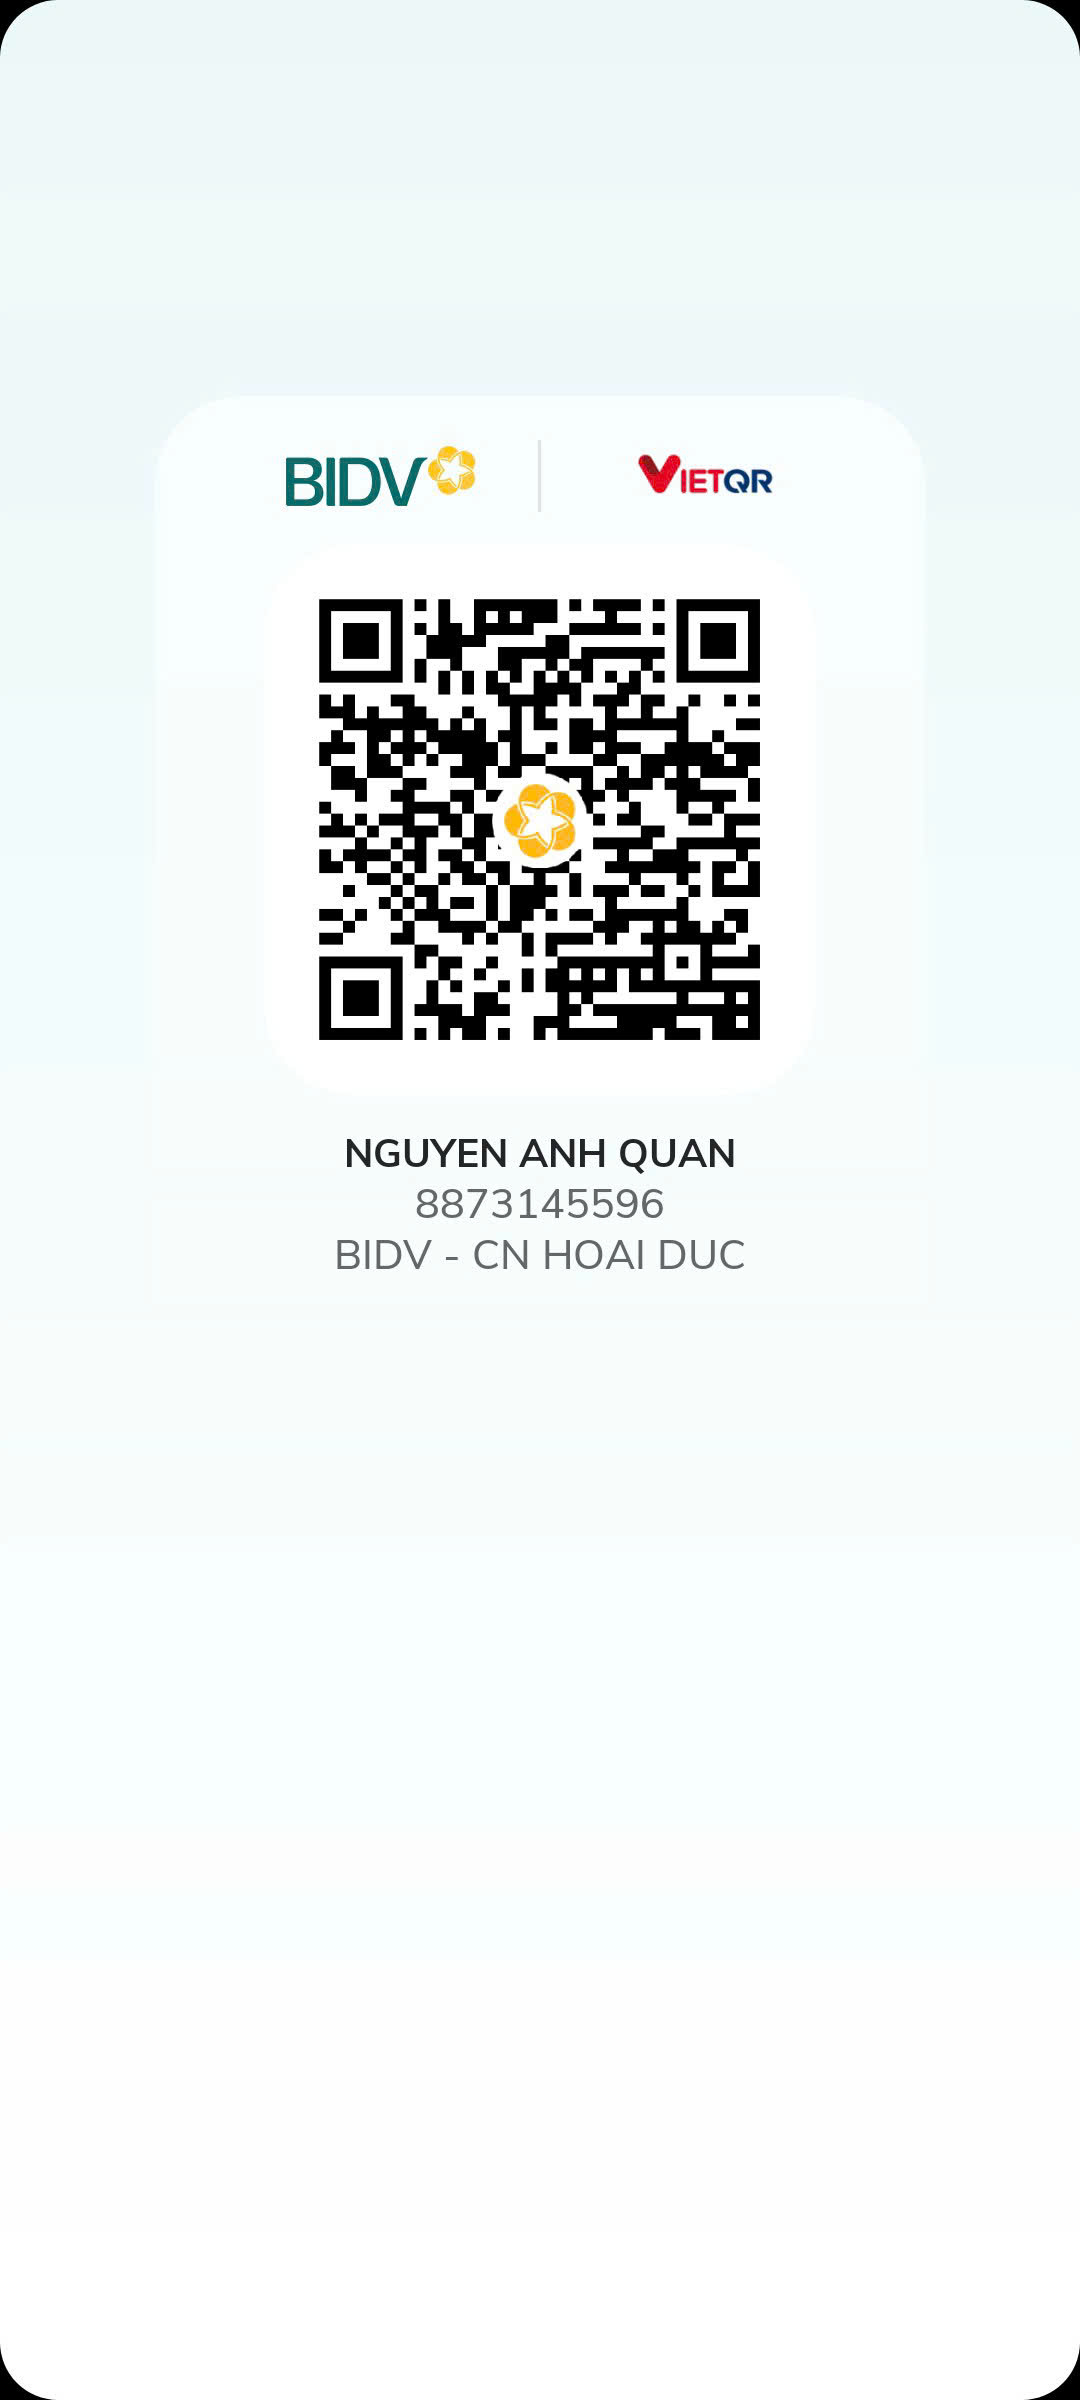 BIDV
VIETQR
NGUYEN ANH QUAN
8873145596
BIDV - CN HOAI DUC